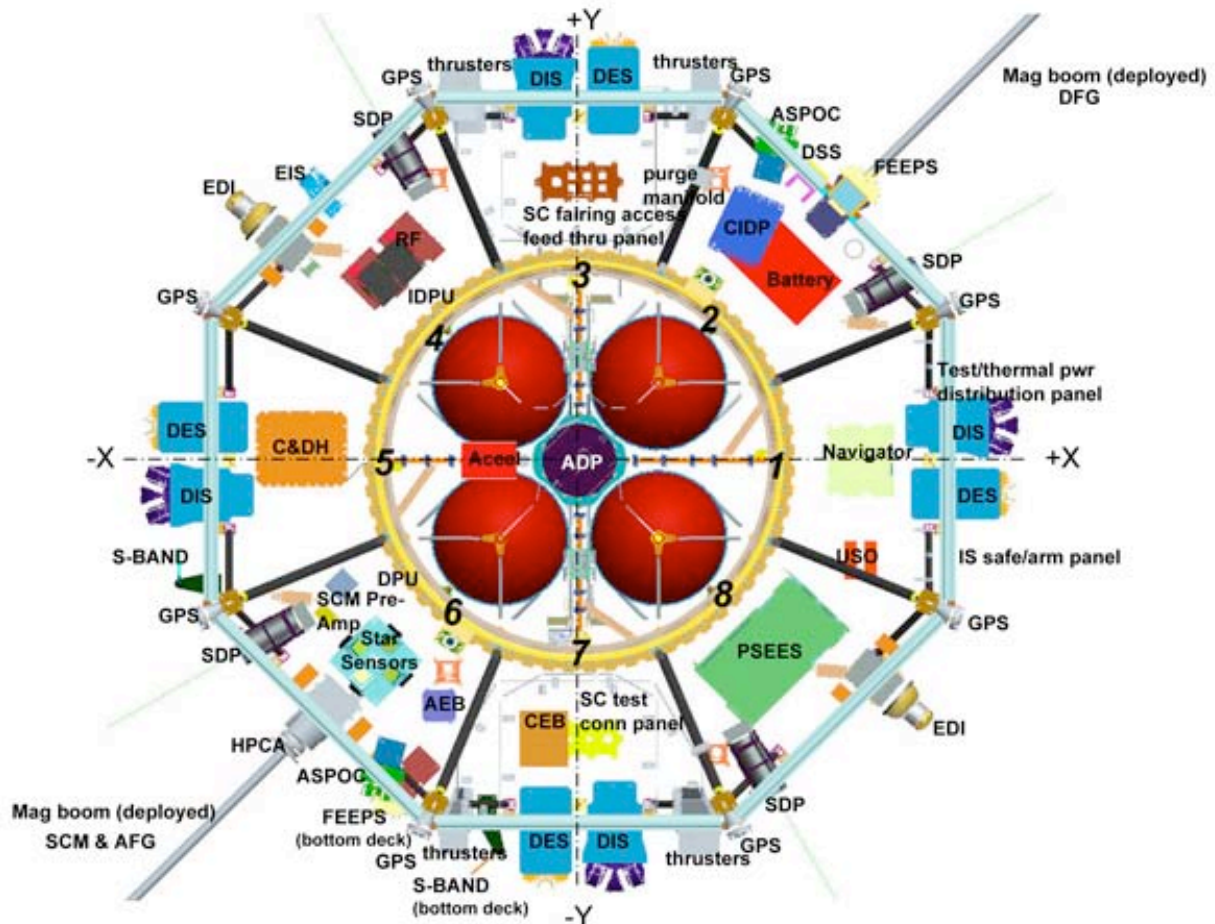 +Y
thrusters
DIS
DES
thrusters
GPS
GPS
Mag boom (deployed)
DFG
SDP
ASPOC
DSS
FEEPS
EIS
EDI
purge
manifold
SC fairing access
feed thru panel
CIDP
RF
Battery
SDP
IDPU
GPS
GPS
3
2
4
Test/thermal pwr
distribution panel
DES
C&DH
DIS
-X
5
Accel
ADP
1
Navigator
+X
DIS
DES
S-BAND
USO
IS safe/arm panel
DPU
SCM Pre-
Amp
8
6
GPS
GPS
Star
Sensors
SDP
7
PSEES
AEB
CEB
SC test
conn panel
EDI
HPCA
ASPOC
SDP
Mag boom (deployed)
SCM & AFG
FEEPS
(bottom deck)
GPS
thrusters
DES
DIS
thrusters
GPS
S-BAND
(bottom deck)
-Y